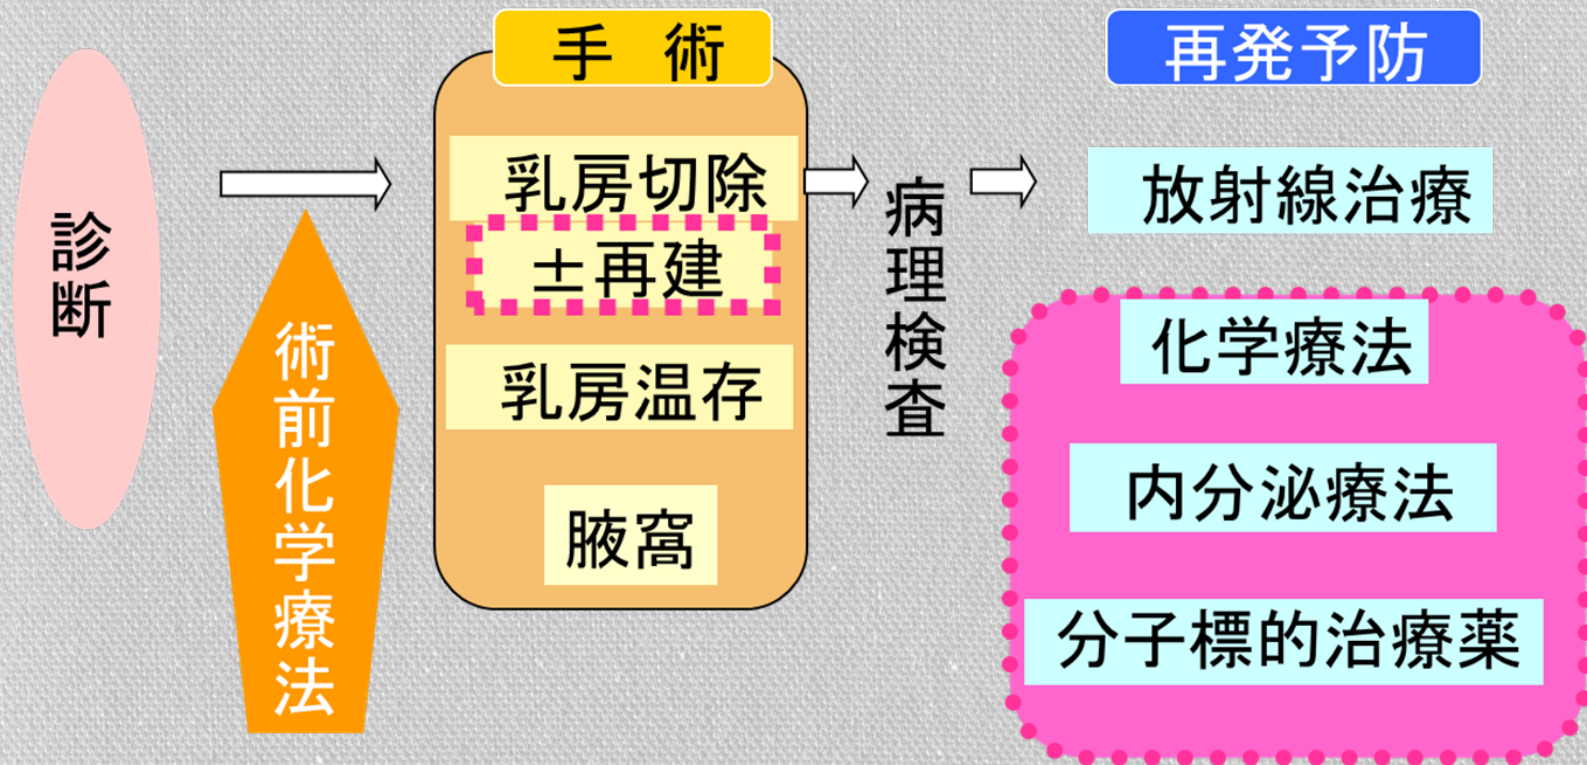 診断
術前化学療法
手　術
乳房切除
±再建
乳房温存
腋窩
病理検査
再発予防
放射線治療
化学療法
内分泌療法
分子標的治療薬